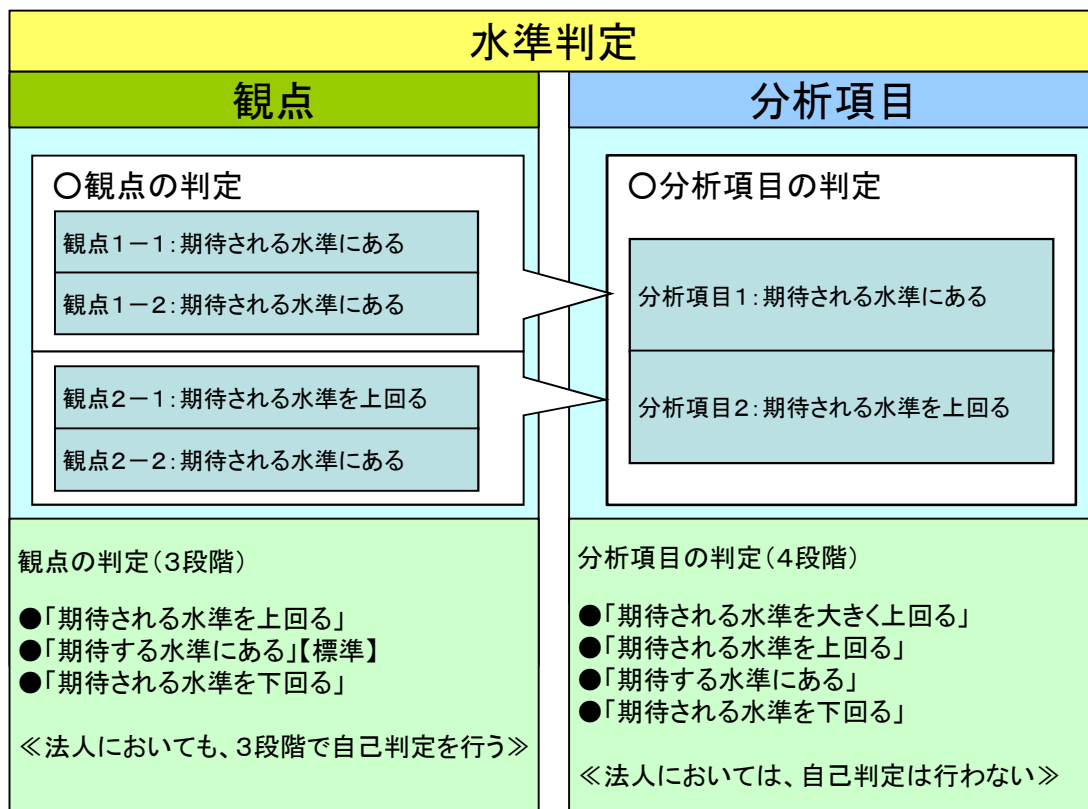 水準判定
観点
○観点の判定
観点1-1:期待される水準にある
観点1-2:期待される水準にある
観点2-1:期待される水準を上回る
観点2-2:期待される水準にある
観点の判定(3段階)
●「期待される水準を上回る」
●「期待する水準にある」【標準】
●「期待される水準を下回る」
≪法人においても、3段階で自己判定を行う≫
分析項目
○分析項目の判定
分析項目1:期待される水準にある
分析項目2:期待される水準を上回る
分析項目の判定(4段階)
●「期待される水準を大きく上回る」
●「期待される水準を上回る」
●「期待する水準にある」
●「期待される水準を下回る」
≪法人においては、自己判定は行わない≫